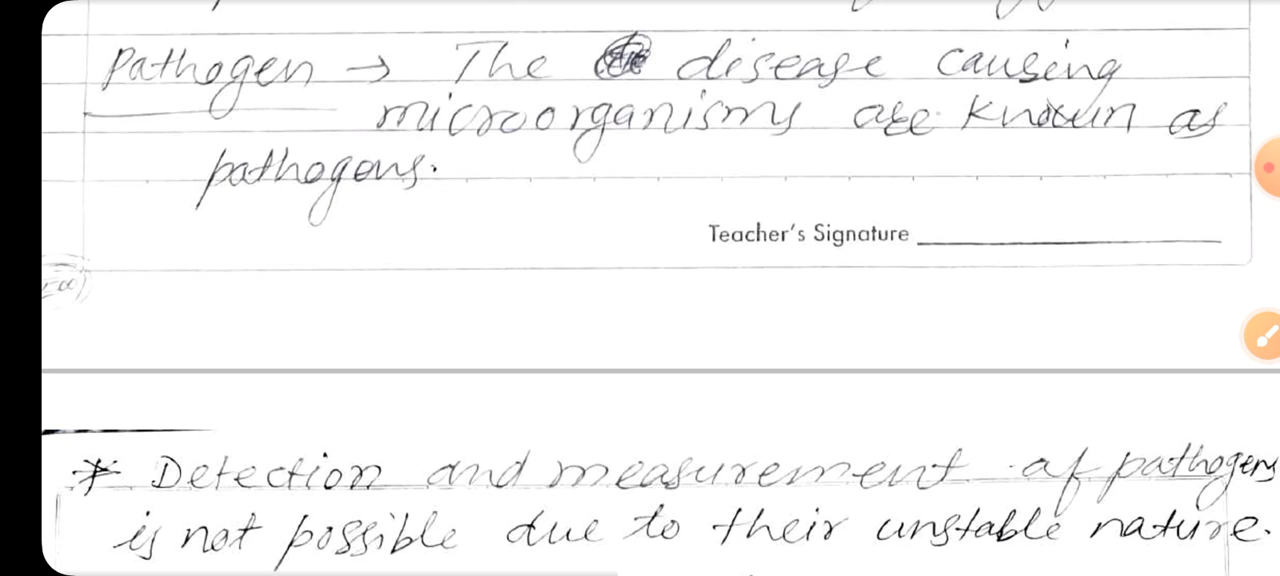 Pathogen → The disease causing
microorganisms are known as
pathogens.
Teacher's Signature
* Detection and measurement of pathogens
is not possible due to their unstable nature.